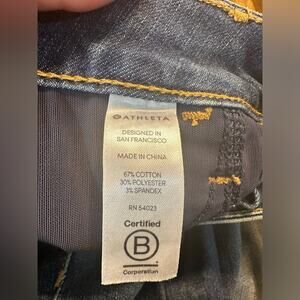 ATHLETA
DESIGNED IN
SAN FRANCISCO
MADE IN CHINA
67% COTTON
30% POLYESTER
3% SPANDEX
RN 54023
Certified
B
Corporation